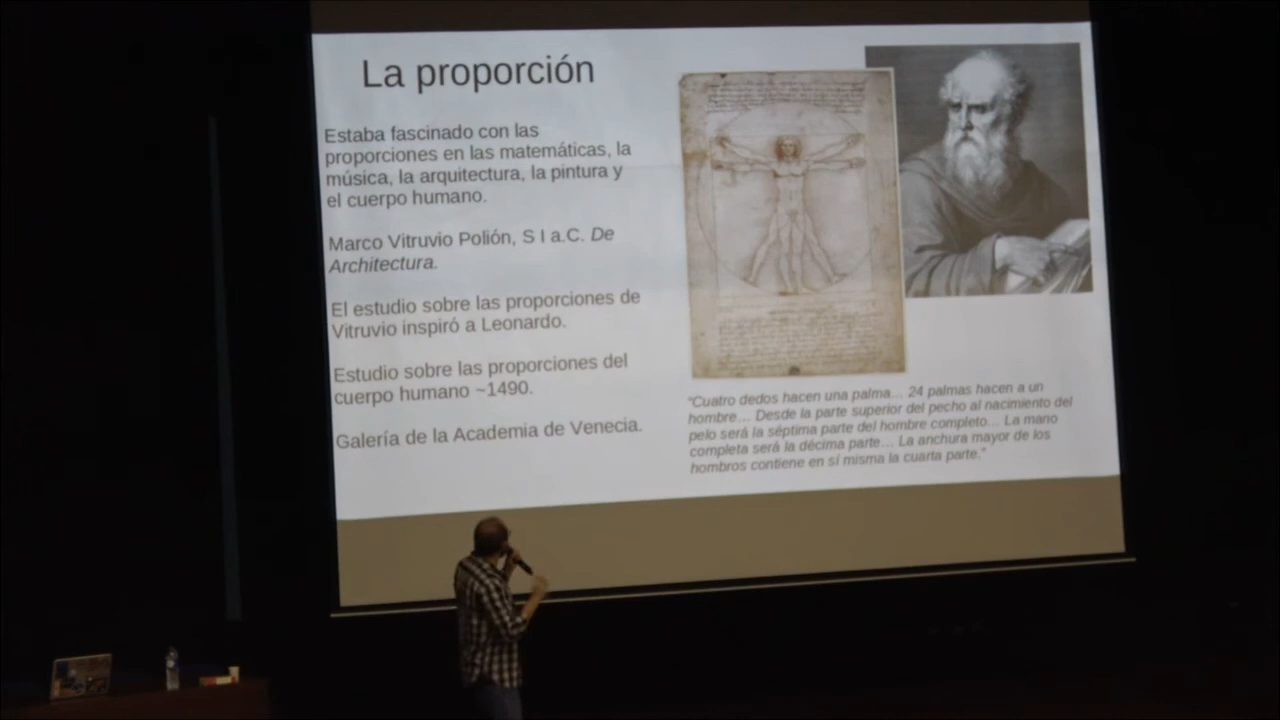 La proporción
Estaba fascinado con las
proporciones en las matemáticas, la
música, la arquitectura, la pintura y
el cuerpo humano.
Marco Vitruvio Polión, S I a.C. De
Architectura.
El estudio sobre las proporciones de
Vitruvio inspiró a Leonardo.
Estudio sobre las proporciones del
cuerpo humano ~1490.
Galería de la Academia de Venecia.
“Cuatro dedos hacen una palma… 24 palmas hacen a un
hombre… Desde la parte superior del pecho al nacimiento del
pelo será la séptima parte del hombre completo… La mano
completa será la décima parte… La anchura mayor de los
hombros contiene en sí misma la cuarta parte.”